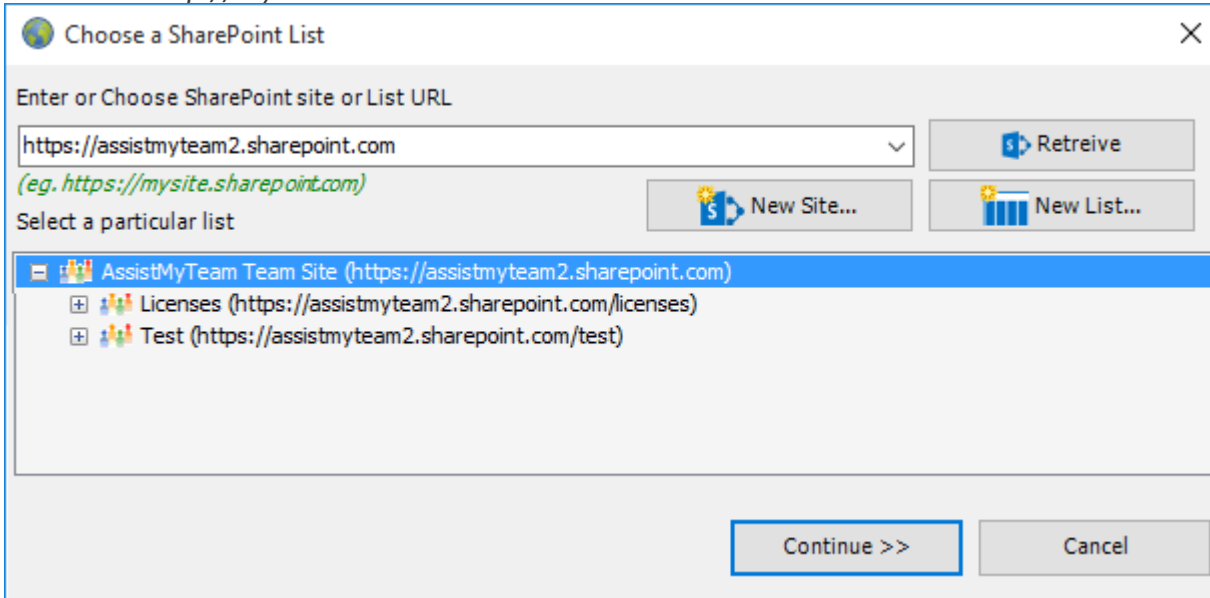 Choose a SharePoint List
Enter or Choose SharePoint site or List URL
https://assistmyteam2.sharepoint.com
Retreive
(eg. https://mysite.sharepoint.com)
New Site...
New List...
Select a particular list
AssistMyTeam Team Site (https://assistmyteam2.sharepoint.com)
Licenses (https://assistmyteam2.sharepoint.com/licenses)
Test (https://assistmyteam2.sharepoint.com/test)
Continue >>
Cancel